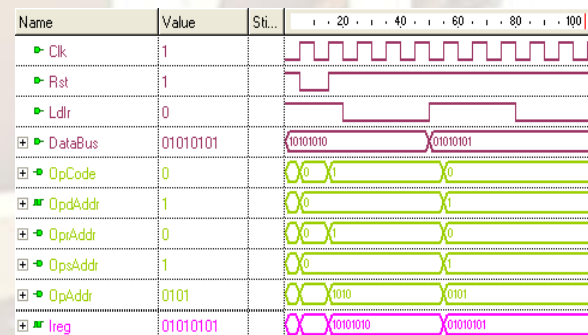 Name Value Sti... 20 40 60 80 100
Clk 1
Rst 1
LdIr 0
DataBus 01010101 10101010 01010101
OpCode 0 0 1 0
OpdAddr 1 0 1
OprAddr 0 0 1 0
OpsAddr 1 0 1
OpAddr 0101 1010 0101
Ireg 01010101 10101010 01010101